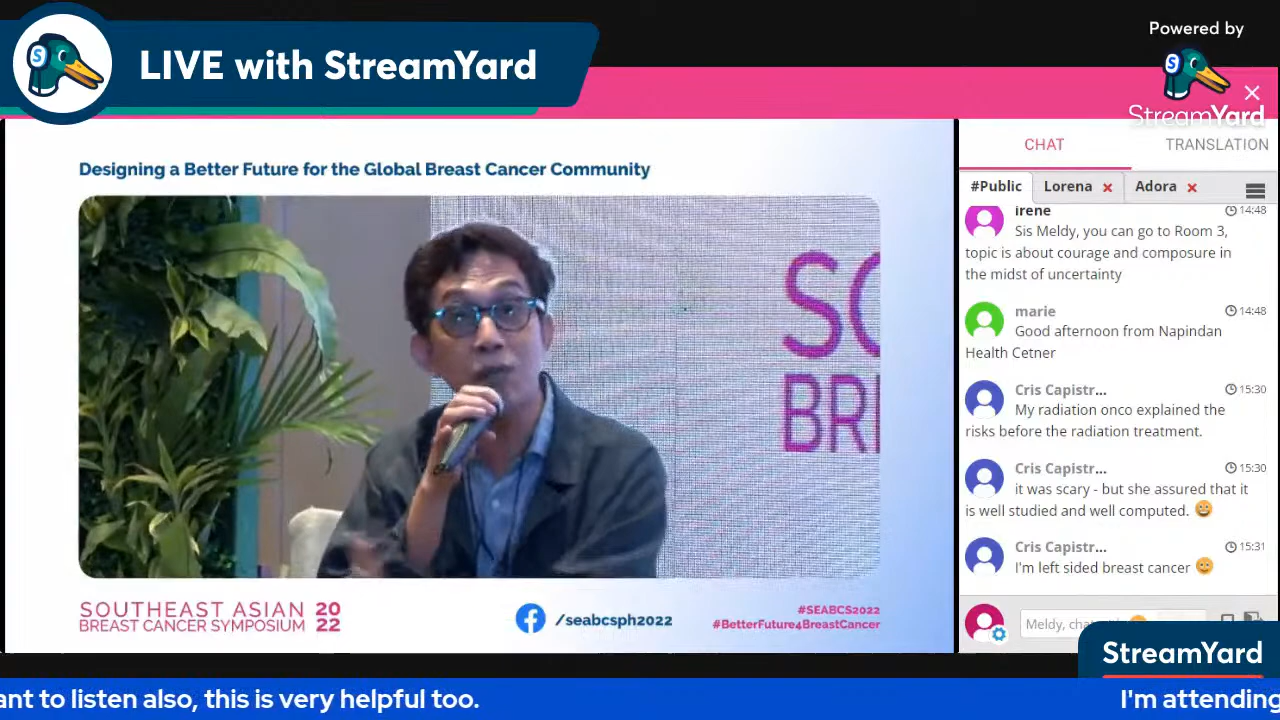 LIVE with StreamYard
Powered by
StreamYard
Designing a Better Future for the Global Breast Cancer Community
SO
BRE
SOUTHEAST ASIAN 20
BREAST CANCER SYMPOSIUM 22
/seabcsph2022
#SEABCS2022
#BetterFuture4BreastCancer
CHAT
TRANSLATION
#Public
Lorena
Adora
irene 14:48
Sis Meldy, you can go to Room 3,
topic is about courage and composure in
the midst of uncertainty
marie 14:48
Good afternoon from Napindan
Health Cetner
Cris Capistr... 15:30
My radiation onco explained the
risks before the radiation treatment.
Cris Capistr... 15:30
it was scary - but she assured that it
is well studied and well computed.
Cris Capistr... 15:31
I'm left sided breast cancer
Meldy,
StreamYard
ant to listen also, this is very helpful too.
I'm attending